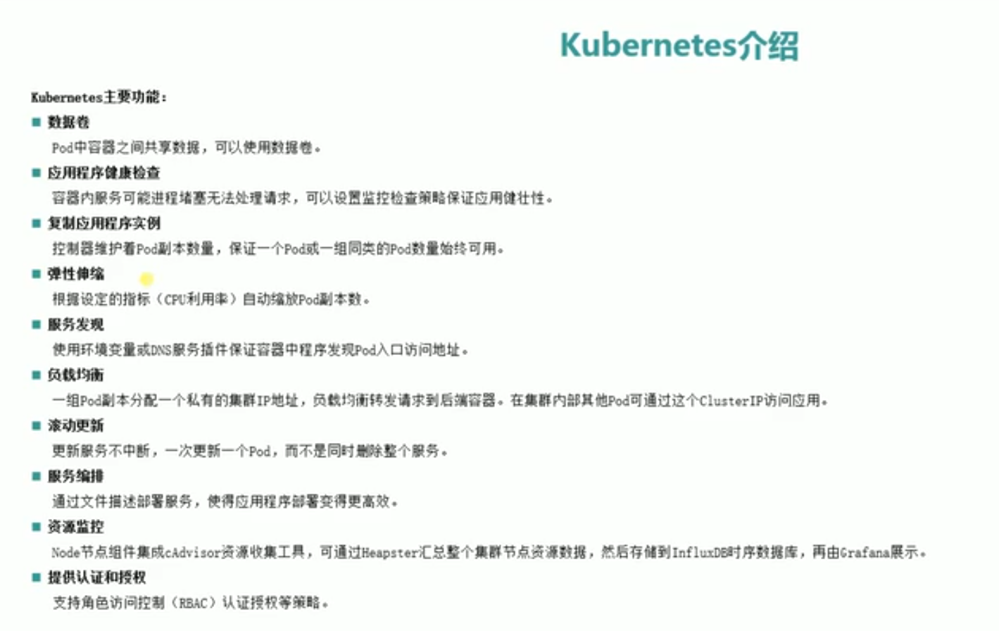 Kubernetes介绍
Kubernetes主要功能：
数据卷
Pod中容器之间共享数据，可以使用数据卷。
应用程序健康检查
容器内服务可能进程堵塞无法处理请求，可以设置监控检查策略保证应用健壮性。
复制应用程序实例
控制器维护着Pod副本数量，保证一个Pod或一组同类的Pod数量始终可用。
弹性伸缩
根据设定的指标（CPU利用率）自动缩放Pod副本数。
服务发现
使用环境变量或DNS服务插件保证容器中程序发现Pod入口访问地址。
负载均衡
一组Pod副本分配一个私有的集群IP地址，负载均衡转发请求到后端容器。在集群内部其他Pod可通过这个ClusterIP访问应用。
滚动更新
更新服务不中断，一次更新一个Pod，而不是同时删除整个服务。
服务编排
通过文件描述部署服务，使得应用程序部署变得更高效。
资源监控
Node节点组件集成cAdvisor资源收集工具，可通过Heapster汇总整个集群节点资源数据，然后存储到InfluxDB时序数据库，再由Grafana展示。
提供认证和授权
支持角色访问控制（RBAC）认证授权等策略。